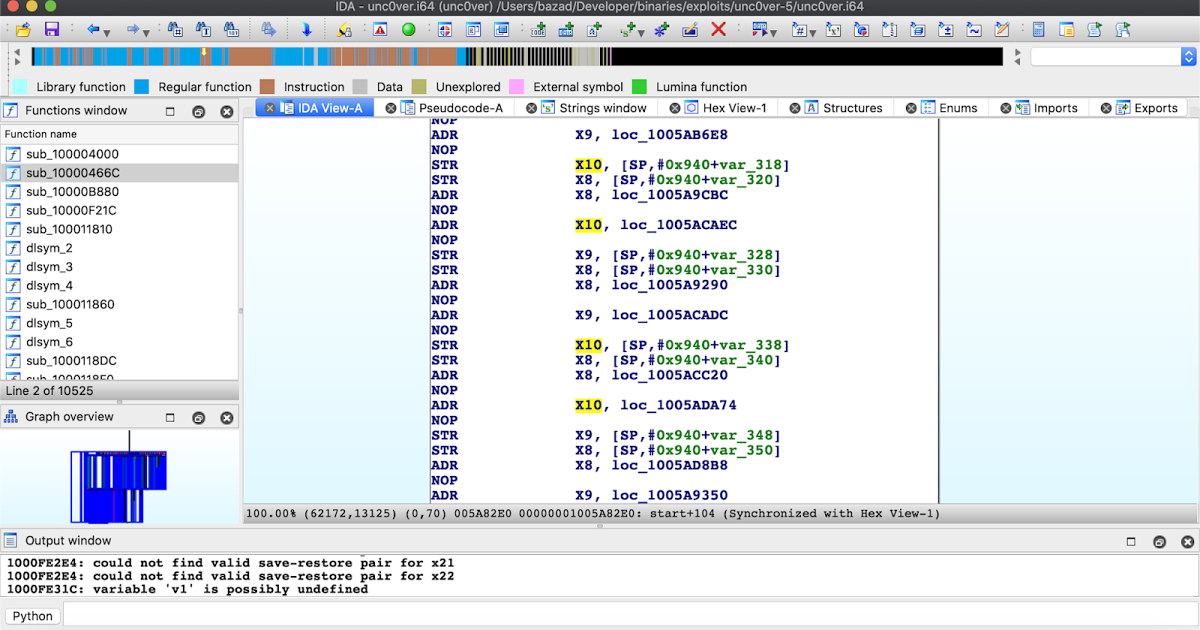 IDA - unc0ver.i64 (unc0ver) /Users/bazad/Developer/binaries/exploits/unc0ver-5/unc0ver.i64
Library function Regular function Instruction Data Unexplored External symbol Lumina function
Functions window
IDA View-A Pseudocode-A Strings window Hex View-1 Structures Enums Imports Exports
Function name
sub_100004000
sub_10000466C
sub_10000B880
sub_10000F21C
sub_100011810
dlsym_2
dlsym_3
dlsym_4
sub_100011860
dlsym_5
dlsym_6
sub_1000118DC
sub_1000118F0
Line 2 of 10525
Graph overview
NOP
ADR X9, loc_1005AB6E8
NOP
STR X10, [SP,#0x940+var_318]
STR X8, [SP,#0x940+var_320]
ADR X8, loc_1005A9CBC
NOP
ADR X10, loc_1005ACAEC
NOP
STR X9, [SP,#0x940+var_328]
STR X8, [SP,#0x940+var_330]
ADR X8, loc_1005A9290
NOP
ADR X9, loc_1005ACADC
NOP
STR X10, [SP,#0x940+var_338]
STR X8, [SP,#0x940+var_340]
ADR X8, loc_1005ACC20
NOP
ADR X10, loc_1005ADA74
NOP
STR X9, [SP,#0x940+var_348]
STR X8, [SP,#0x940+var_350]
ADR X8, loc_1005AD8B8
NOP
ADR X9, loc_1005A9350
100.00% (62172,13125) (0,70) 005A82E0 00000001005A82E0: start+104 (Synchronized with Hex View-1)
Output window
1000FE2E4: could not find valid save-restore pair for x21
1000FE2E4: could not find valid save-restore pair for x22
1000FE31C: variable 'v1' is possibly undefined
Python